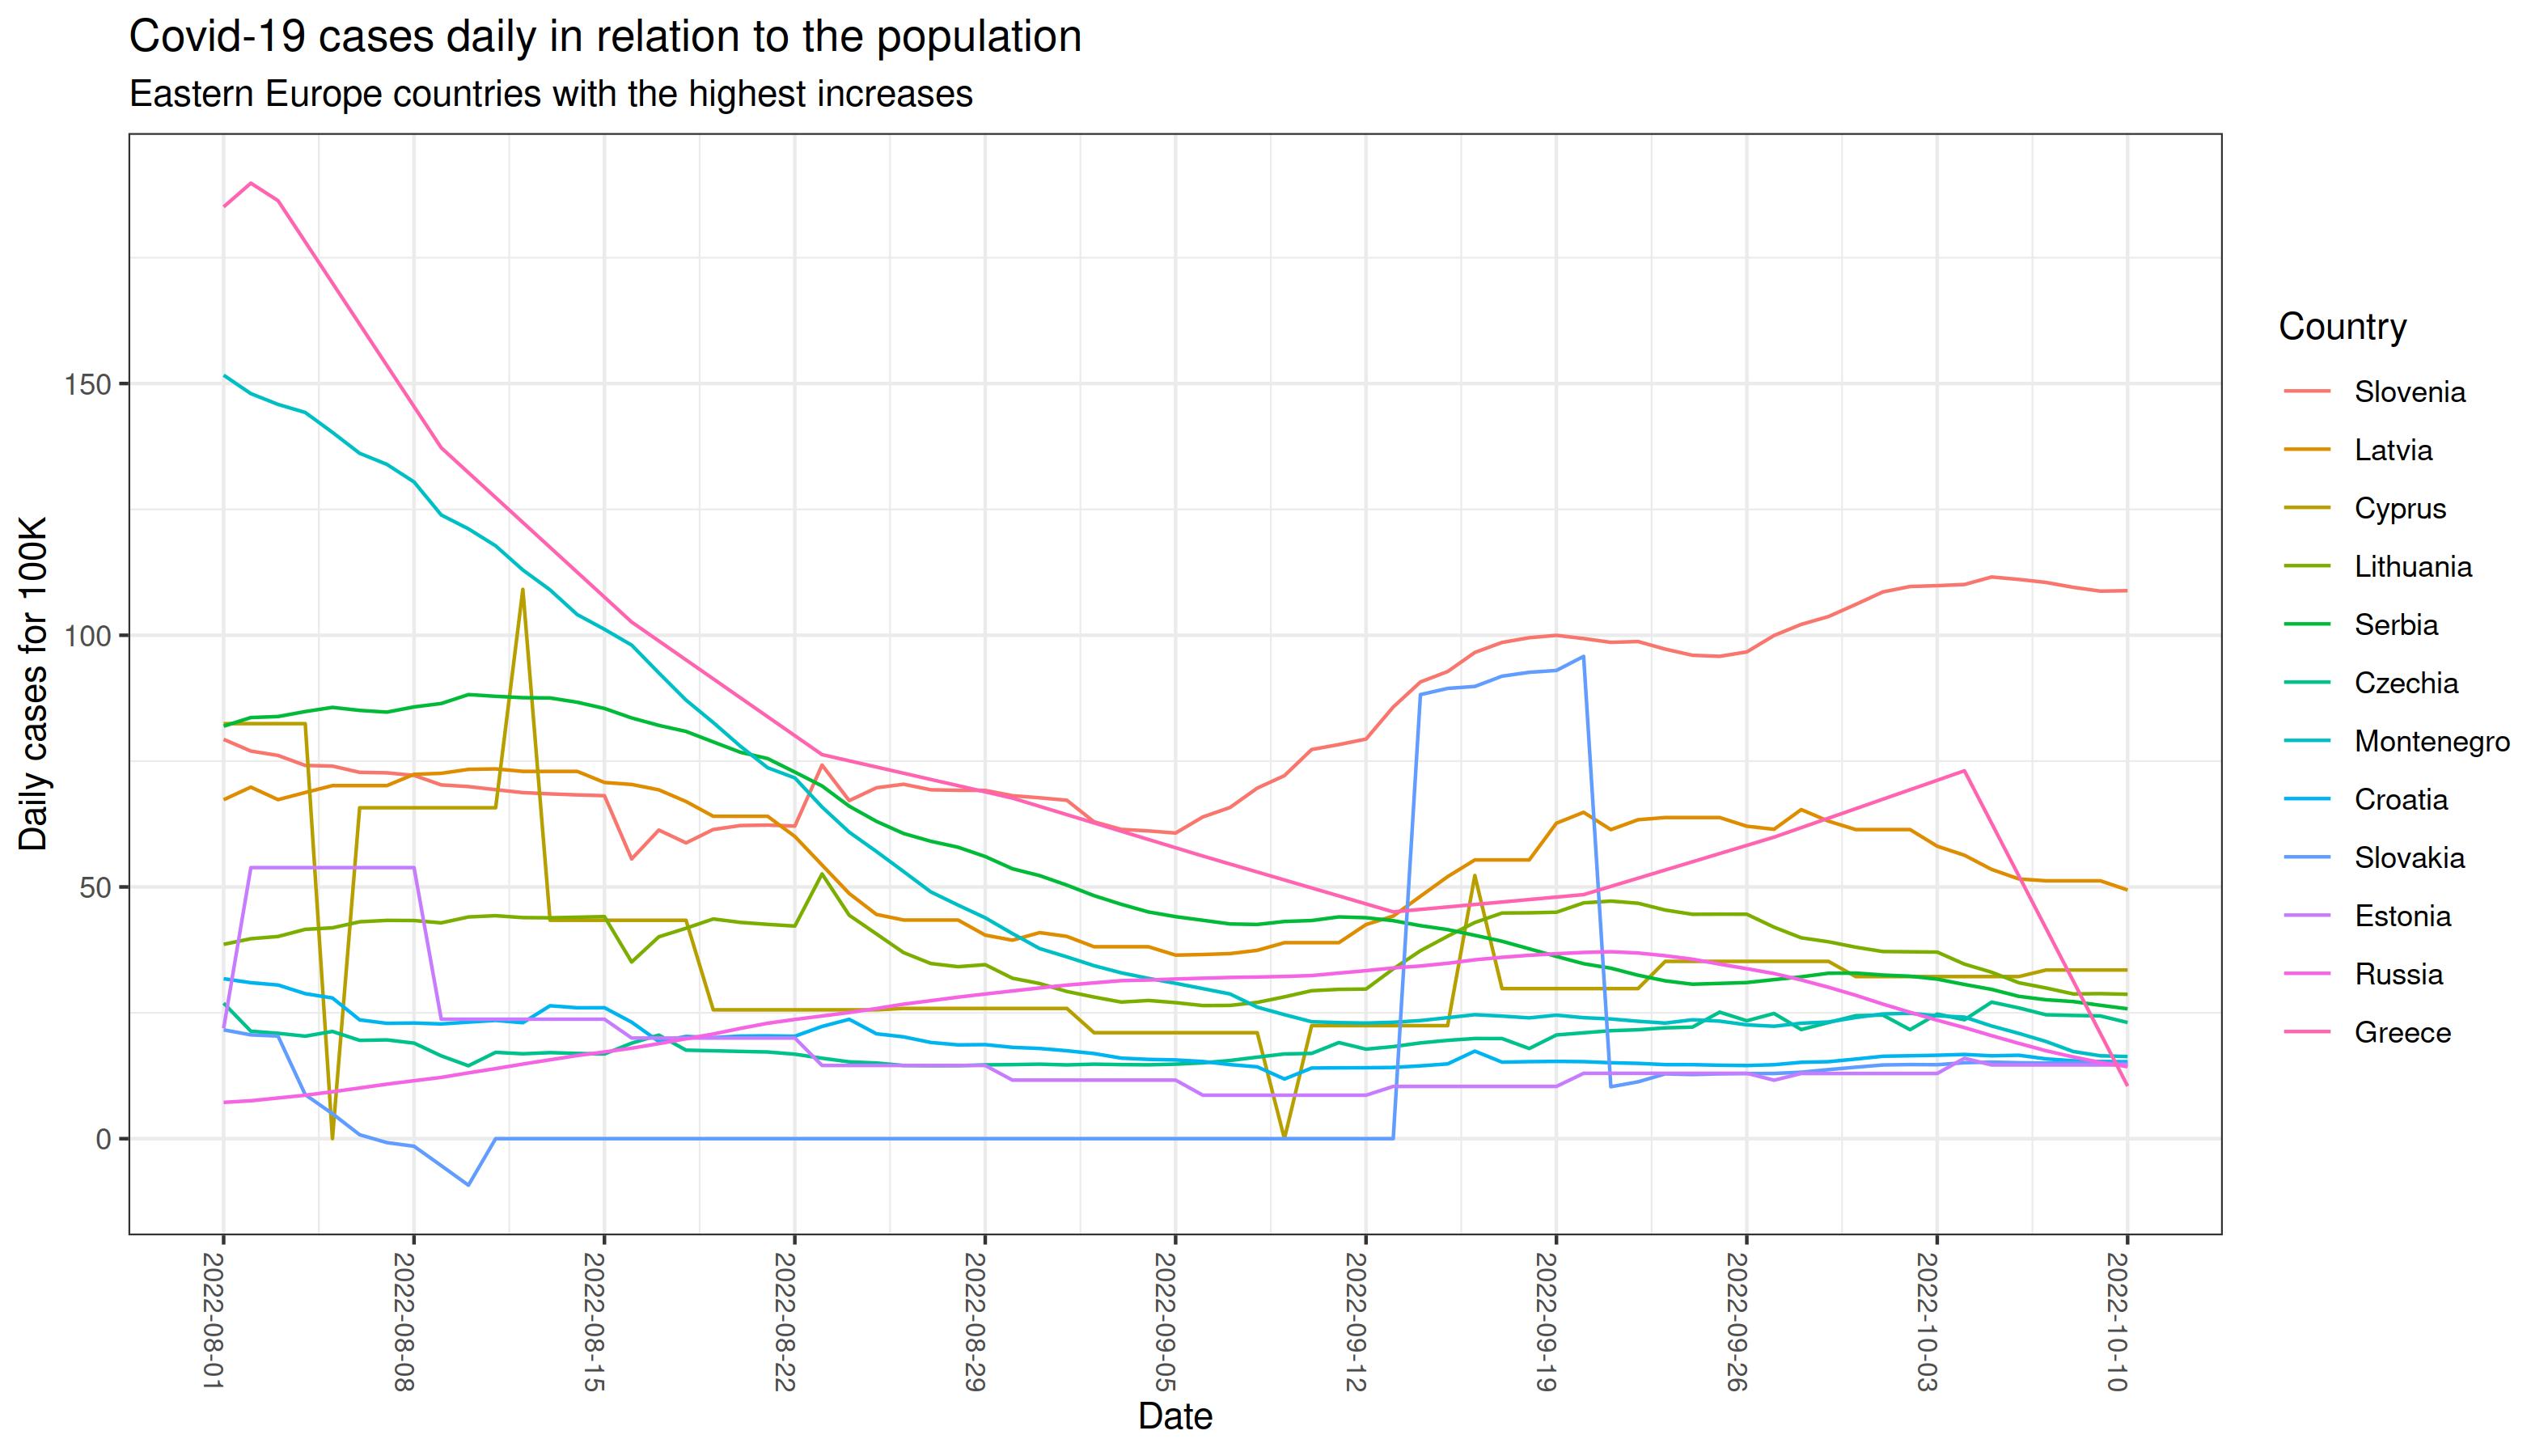 Covid-19 cases daily in relation to the population
Eastern Europe countries with the highest increases
Daily cases for 100K
150
100
50
0
2022-08-01
2022-08-08
2022-08-15
2022-08-22
2022-08-29
2022-09-05
2022-09-12
2022-09-19
2022-09-26
2022-10-03
2022-10-10
Date
Country
Slovenia
Latvia
Cyprus
Lithuania
Serbia
Czechia
Montenegro
Croatia
Slovakia
Estonia
Russia
Greece